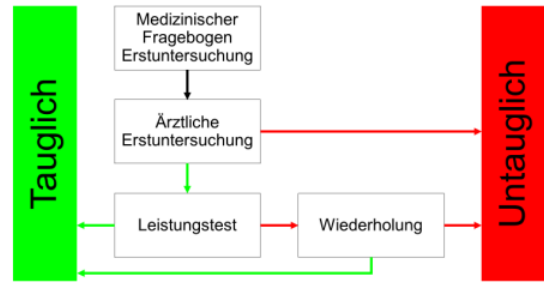 Medizinischer
Fragebogen
Erstuntersuchung
Tauglich
Untauglich
Ärztliche
Erstuntersuchung
Leistungstest
Wiederholung